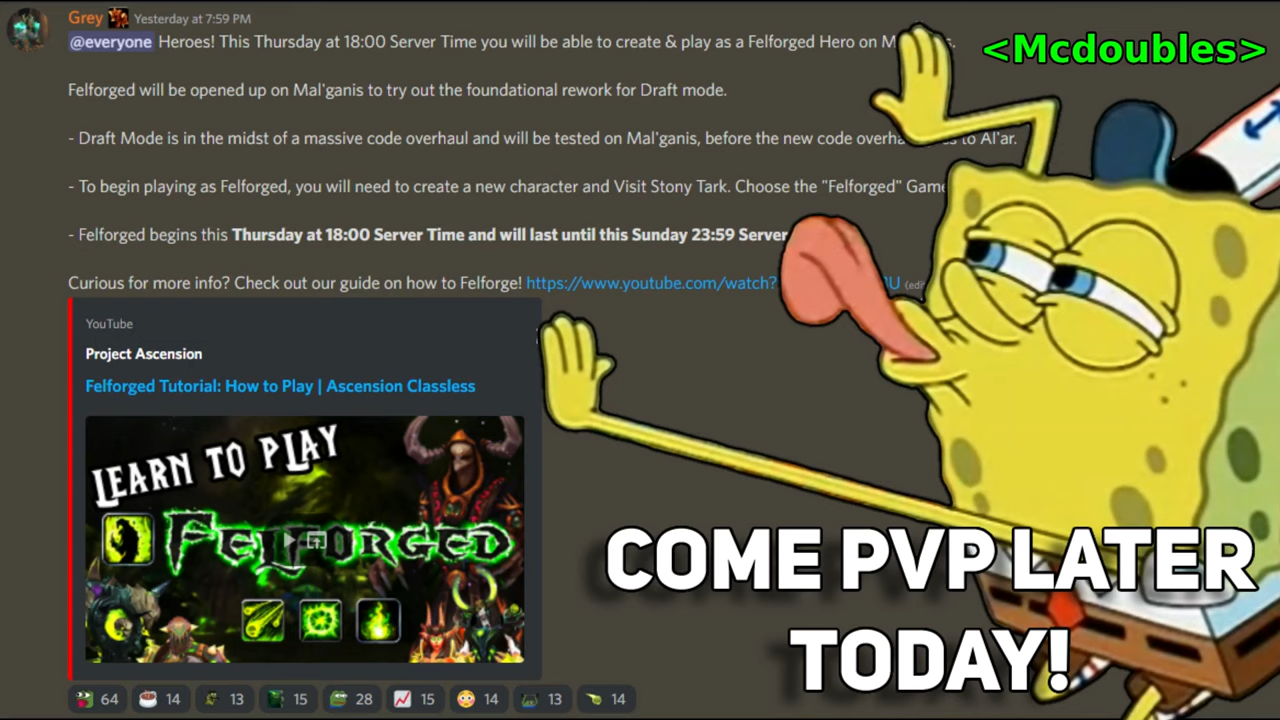 Grey Yesterday at 7:59 PM
<Mcdoubles>
@everyone Heroes! This Thursday at 18:00 Server Time you will be able to create & play as a Felforged Hero on
Felforged will be opened up on Mal'ganis to try out the foundational rework for Draft mode.
- Draft Mode is in the midst of a massive code overhaul and will be tested on Mal'ganis, before the new code to Al'ar.
- To begin playing as Felforged, you will need to create a new character and Visit Stony Tark. Choose the "Felforged"
- Felforged begins this Thursday at 18:00 Server Time and will last until this Sunday 23:59 Server
Curious for more info? Check out our guide on how to Felforge! https://www.youtube.com/watch?
YouTube
Project Ascension
Felforged Tutorial: How to Play | Ascension Classless
LEARN TO PLAY
FELFORGED
COME PVP LATER
TODAY!
64 14 13 15 28 15 14 13 14